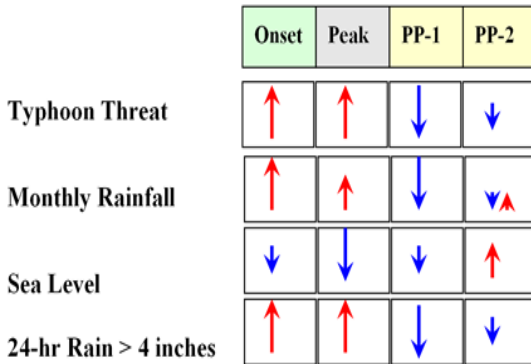 Onset Peak PP-1 PP-2
Typhoon Threat
Monthly Rainfall
Sea Level
24-hr Rain > 4 inches